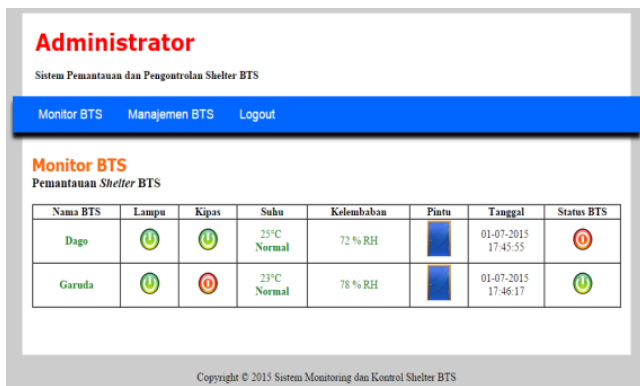 Administrator
Sistem Pemantauan dan Pengontrolan Shelter BTS
Monitor BTS Manajemen BTS Logout
Monitor BTS
Pemantauan Shelter BTS
Nama BTS Lampu Kipas Suhu Kelembaban Pintu Tanggal Status BTS
Dago 25°C Normal 72 % RH 01-07-2015 17:45:55
Garuda 23°C Normal 78 % RH 01-07-2015 17:46:17
Copyright © 2015 Sistem Monitoring dan Kontrol Shelter BTS